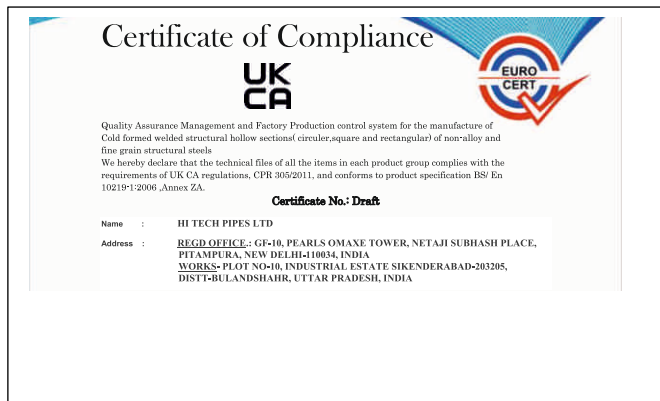 Certificate of Compliance
UK
CA
EURO
CERT
Quality Assurance Management and Factory Production control system for the manufacture of
Cold formed welded structural hollow sections( circuler,square and rectangular) of non-alloy and
fine grain structural steels
We hereby declare that the technical files of all the items in each product group complies with the
requirements of UK CA regulations, CPR 305/2011, and conforms to product specification BS/ En
10219-1:2006 ,Annex ZA.
Certificate No.: Draft
Name : HI TECH PIPES LTD
Address : REGD OFFICE.: GF-10, PEARLS OMAXE TOWER, NETAJI SUBHASH PLACE,
PITAMPURA, NEW DELHI-110034, INDIA
WORKS- PLOT NO-10, INDUSTRIAL ESTATE SIKENDERABAD-203205,
DISTT-BULANDSHAHR, UTTAR PRADESH, INDIA